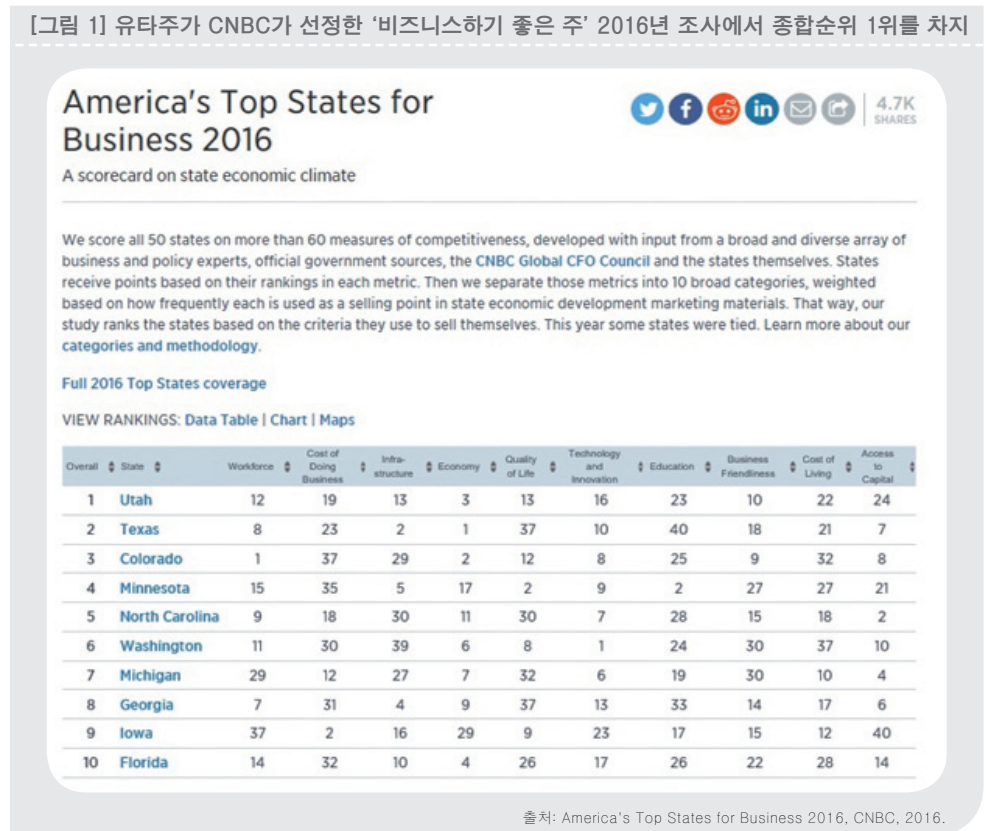 [그림 1] 유타주가 CNBC가 선정한 ‘비즈니스하기 좋은 주’ 2016년 조사에서 종합순위 1위를 차지
America's Top States for
Business 2016
4.7K
SHARES
A scorecard on state economic climate
We score all 50 states on more than 60 measures of competitiveness, developed with input from a broad and diverse array of
business and policy experts, official government sources, the CNBC Global CFO Council and the states themselves. States
receive points based on their rankings in each metric. Then we separate those metrics into 10 broad categories, weighted
based on how frequently each is used as a selling point in state economic development marketing materials. That way, our
study ranks the states based on the criteria they use to sell themselves. This year some states were tied. Learn more about our
categories and methodology.
Full 2016 Top States coverage
VIEW RANKINGS: Data Table | Chart | Maps
Overall State Workforce Cost of Doing Business Infra-structure Economy Quality of Life Technology and Innovation Education Business Friendliness Cost of Living Access to Capital
1 Utah 12 19 13 3 13 16 23 10 22 24
2 Texas 8 23 2 1 37 10 40 18 21 7
3 Colorado 1 37 29 2 12 8 25 9 32 8
4 Minnesota 15 35 5 17 2 9 2 27 27 21
5 North Carolina 9 18 30 11 30 7 28 15 18 2
6 Washington 11 30 39 6 8 1 24 30 37 10
7 Michigan 29 12 27 7 32 6 19 30 10 4
8 Georgia 7 31 4 9 37 13 33 14 17 6
9 Iowa 37 2 16 29 9 23 17 15 12 40
10 Florida 14 32 10 4 26 17 26 22 28 14
출처: America's Top States for Business 2016, CNBC, 2016.